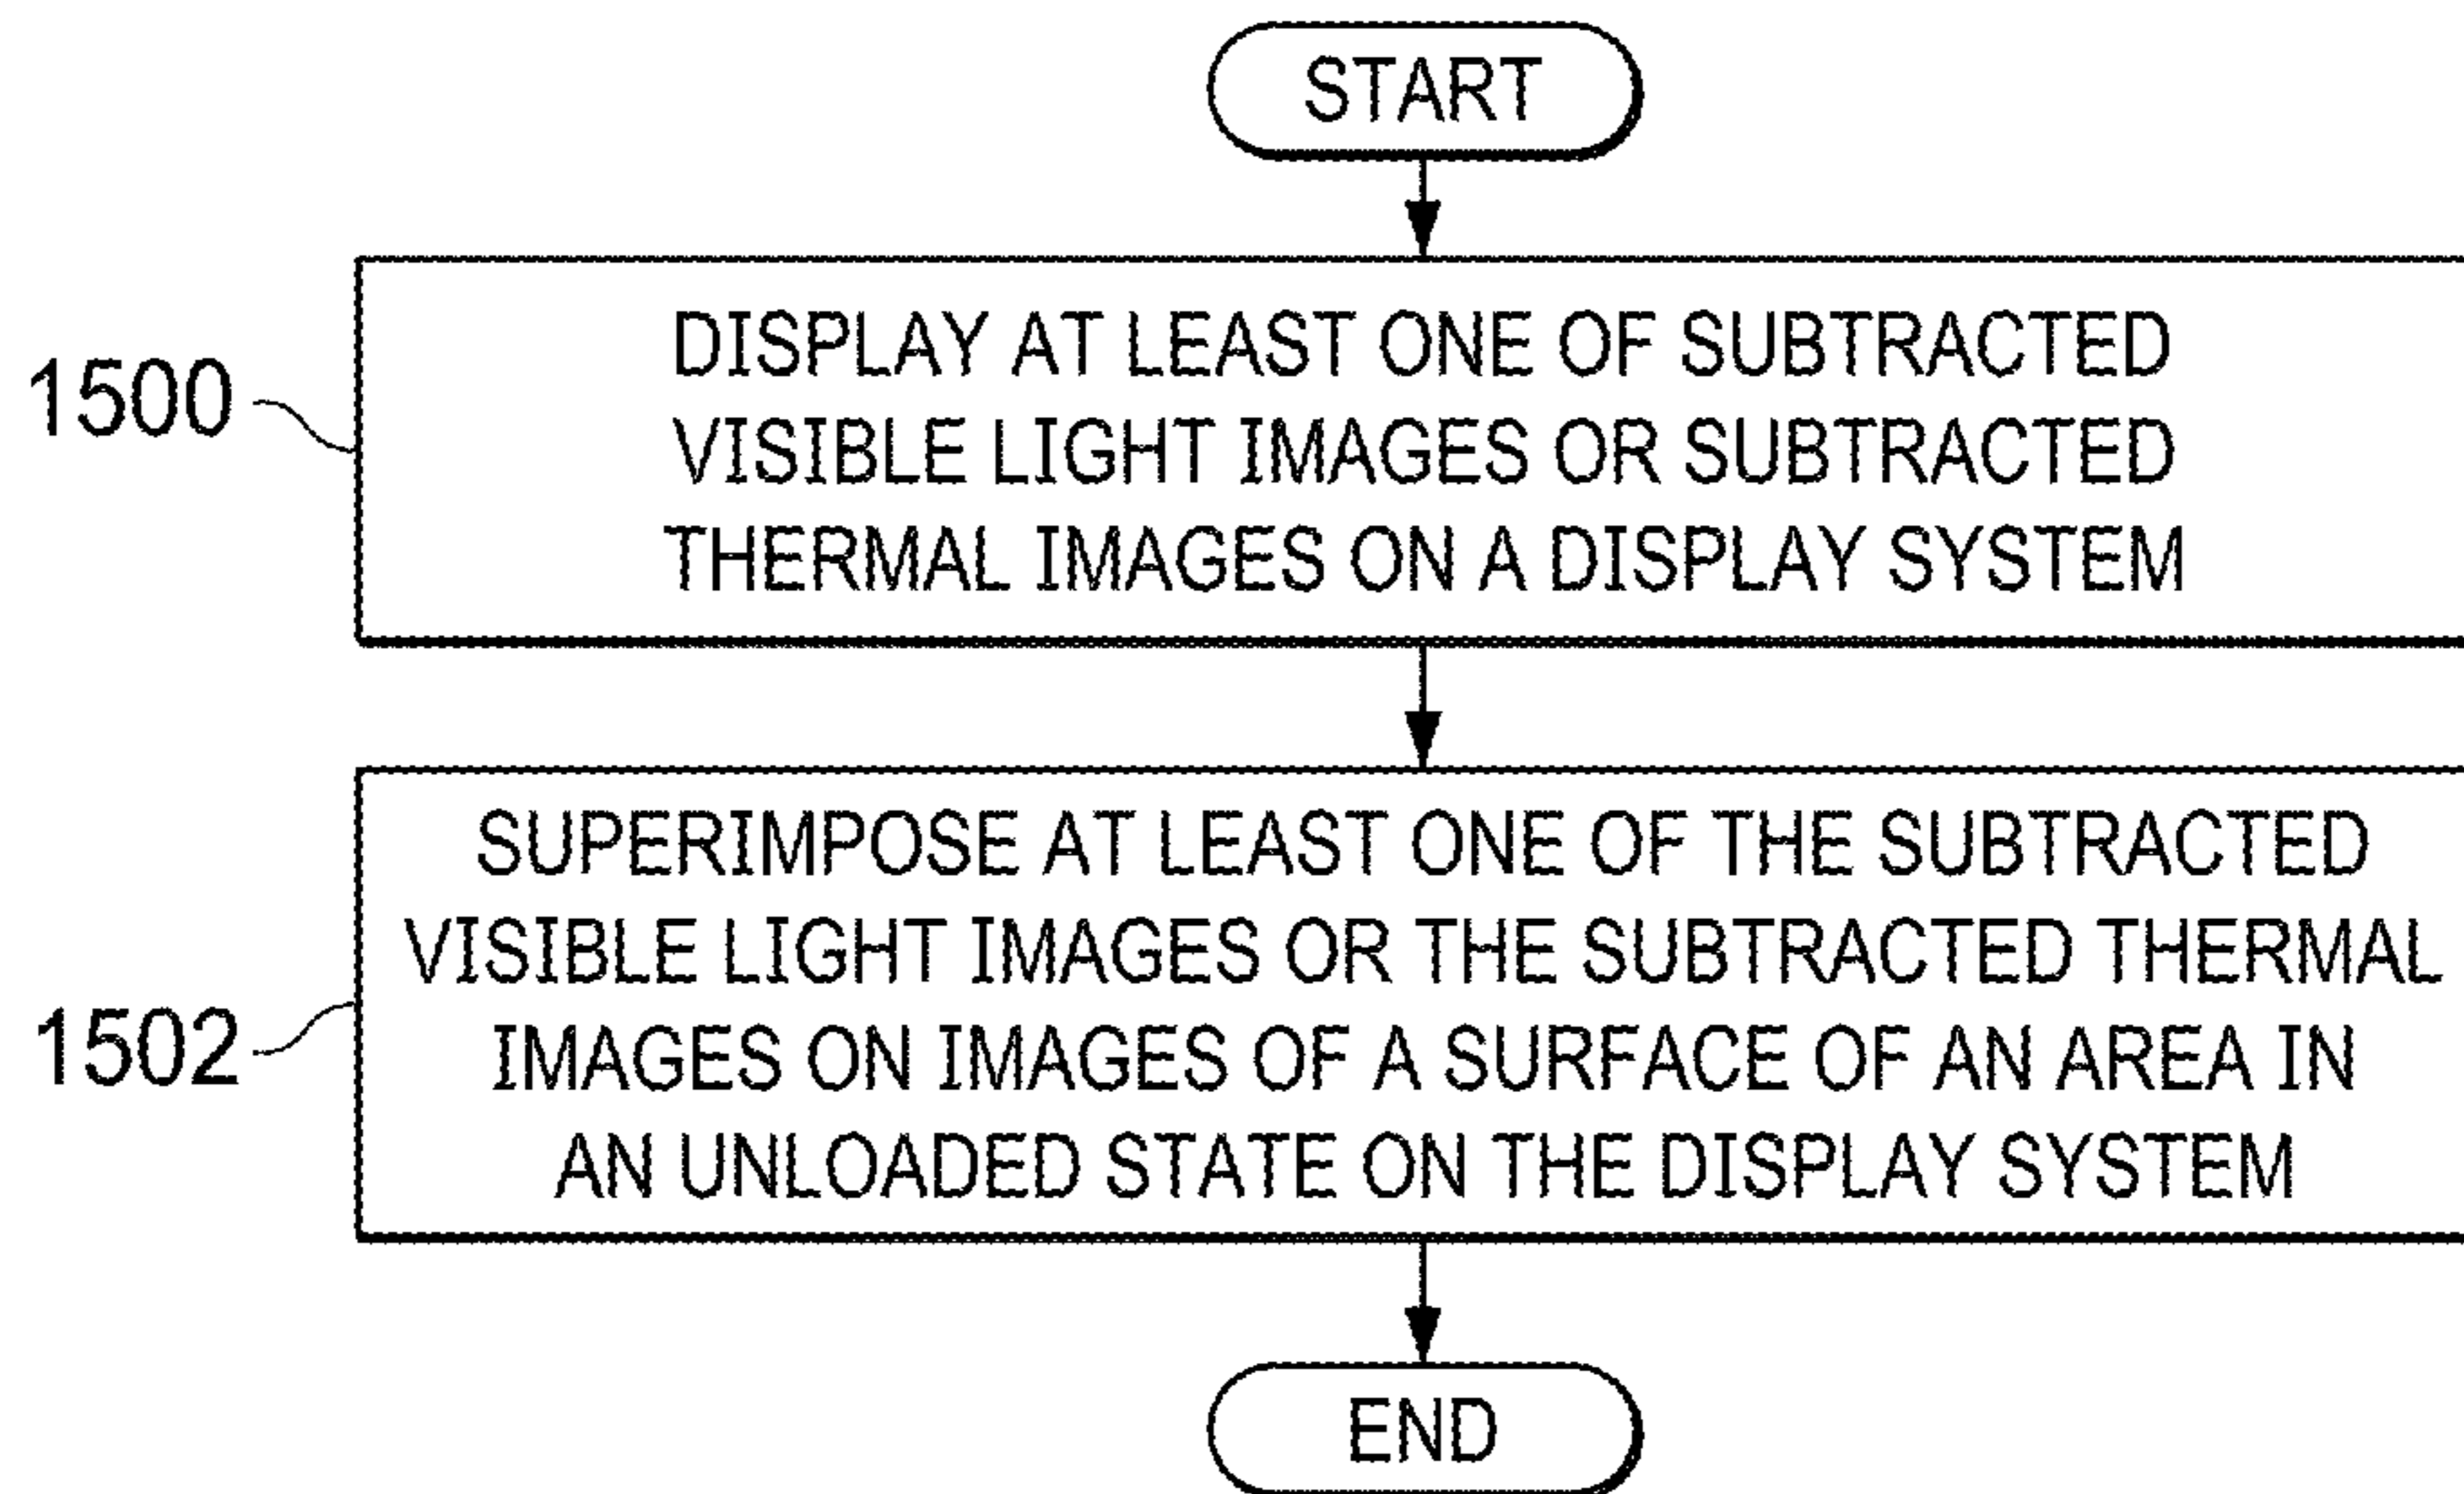 START
1500
DISPLAY AT LEAST ONE OF SUBTRACTED
VISIBLE LIGHT IMAGES OR SUBTRACTED
THERMAL IMAGES ON A DISPLAY SYSTEM
1502
SUPERIMPOSE AT LEAST ONE OF THE SUBTRACTED
VISIBLE LIGHT IMAGES OR THE SUBTRACTED THERMAL
IMAGES ON IMAGES OF A SURFACE OF AN AREA IN
AN UNLOADED STATE ON THE DISPLAY SYSTEM
END